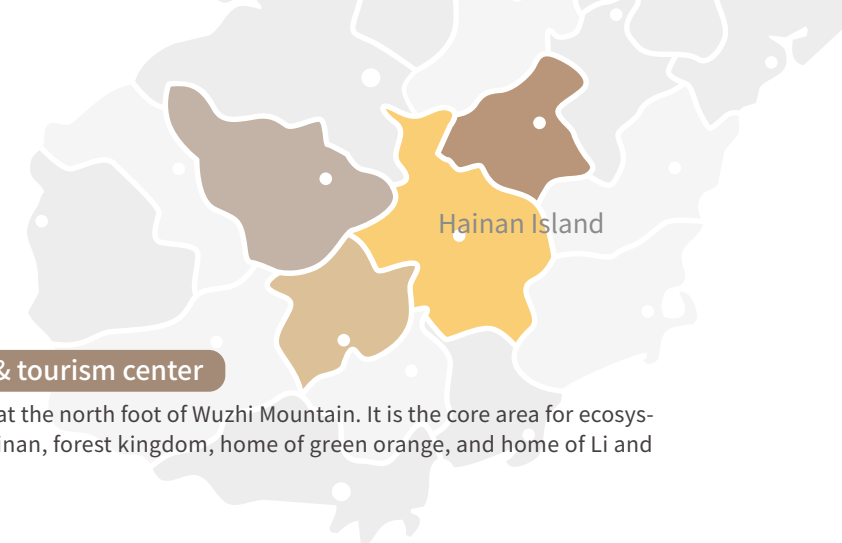 Hainan Island
& tourism center
at the north foot of Wuzhi Mountain. It is the core area for ecosys-
inan, forest kingdom, home of green orange, and home of Li and